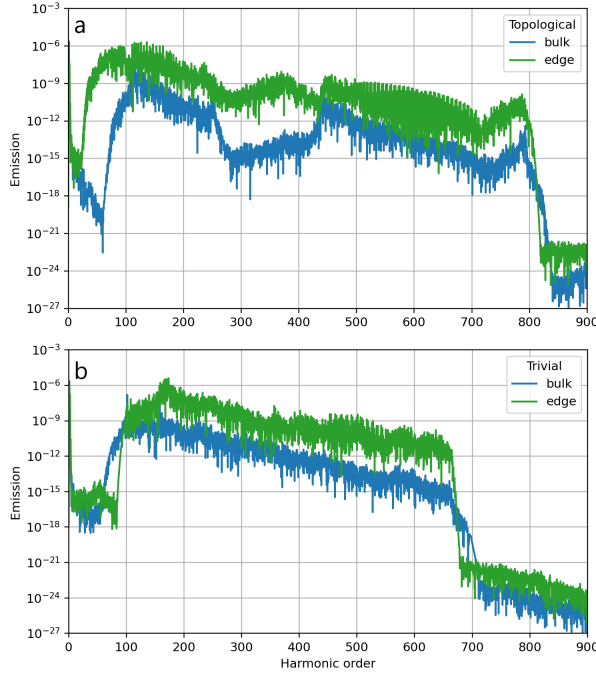 a
Topological
bulk
edge
Emission
10⁻³
10⁻⁶
10⁻⁹
10⁻¹²
10⁻¹⁵
10⁻¹⁸
10⁻²¹
10⁻²⁴
10⁻²⁷
0 100 200 300 400 500 600 700 800 900
b
Trivial
bulk
edge
Emission
10⁻³
10⁻⁶
10⁻⁹
10⁻¹²
10⁻¹⁵
10⁻¹⁸
10⁻²¹
10⁻²⁴
10⁻²⁷
0 100 200 300 400 500 600 700 800 900
Harmonic order